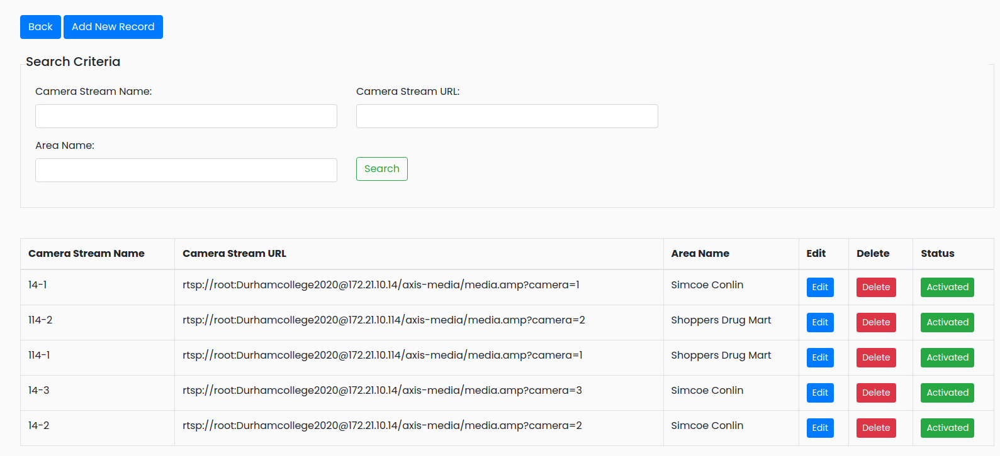 Back Add New Record
Search Criteria
Camera Stream Name: Camera Stream URL:
Area Name:
Search
Camera Stream Name Camera Stream URL Area Name Edit Delete Status
14-1 rtsp://root:Durhamcollege2020@172.21.10.14/axis-media/media.amp?camera=1 Simcoe Conlin Edit Delete Activated
114-2 rtsp://root:Durhamcollege2020@172.21.10.114/axis-media/media.amp?camera=2 Shoppers Drug Mart Edit Delete Activated
114-1 rtsp://root:Durhamcollege2020@172.21.10.114/axis-media/media.amp?camera=1 Shoppers Drug Mart Edit Delete Activated
14-3 rtsp://root:Durhamcollege2020@172.21.10.14/axis-media/media.amp?camera=3 Simcoe Conlin Edit Delete Activated
14-2 rtsp://root:Durhamcollege2020@172.21.10.14/axis-media/media.amp?camera=2 Simcoe Conlin Edit Delete Activated